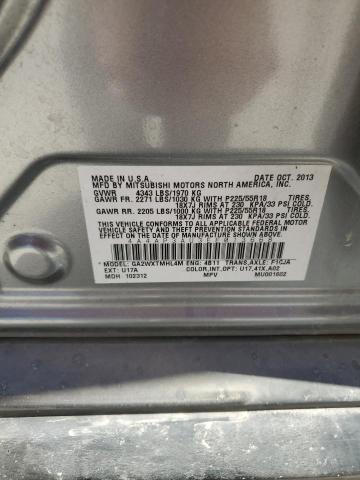 MADE IN U.S.A. DATE OCT. 2013
MFD BY MITSUBISHI MOTORS NORTH AMERICA, INC.
GVWR 4343 LBS/1970 KG
GAWR FR. 2271 LBS/1030 KG WITH P225/55R18
18X7J RIMS AT 230 KPA/33 PSI COLD.
GAWR RR. 2205 LBS/1000 KG WITH P225/55R18
18X7J RIMS AT 230 KPA/33 PSI COLD.
THIS VEHICLE CONFORMS TO ALL APPLICABLE FEDERAL MOTOR
VEHICLE SAFETY, BUMPER AND THEFT PREVENTION STANDARDS
IN EFFECT ON THE DATE OF MANUFACTURE SHOWN ABOVE.
MODEL: GA2WXTMHL4M ENG: 4B11 TRANS,AXLE: F1CJA
EXT: U17A COLOR,INT,OPT: U17,41X,A02
MDH 102312 MPV MU001602